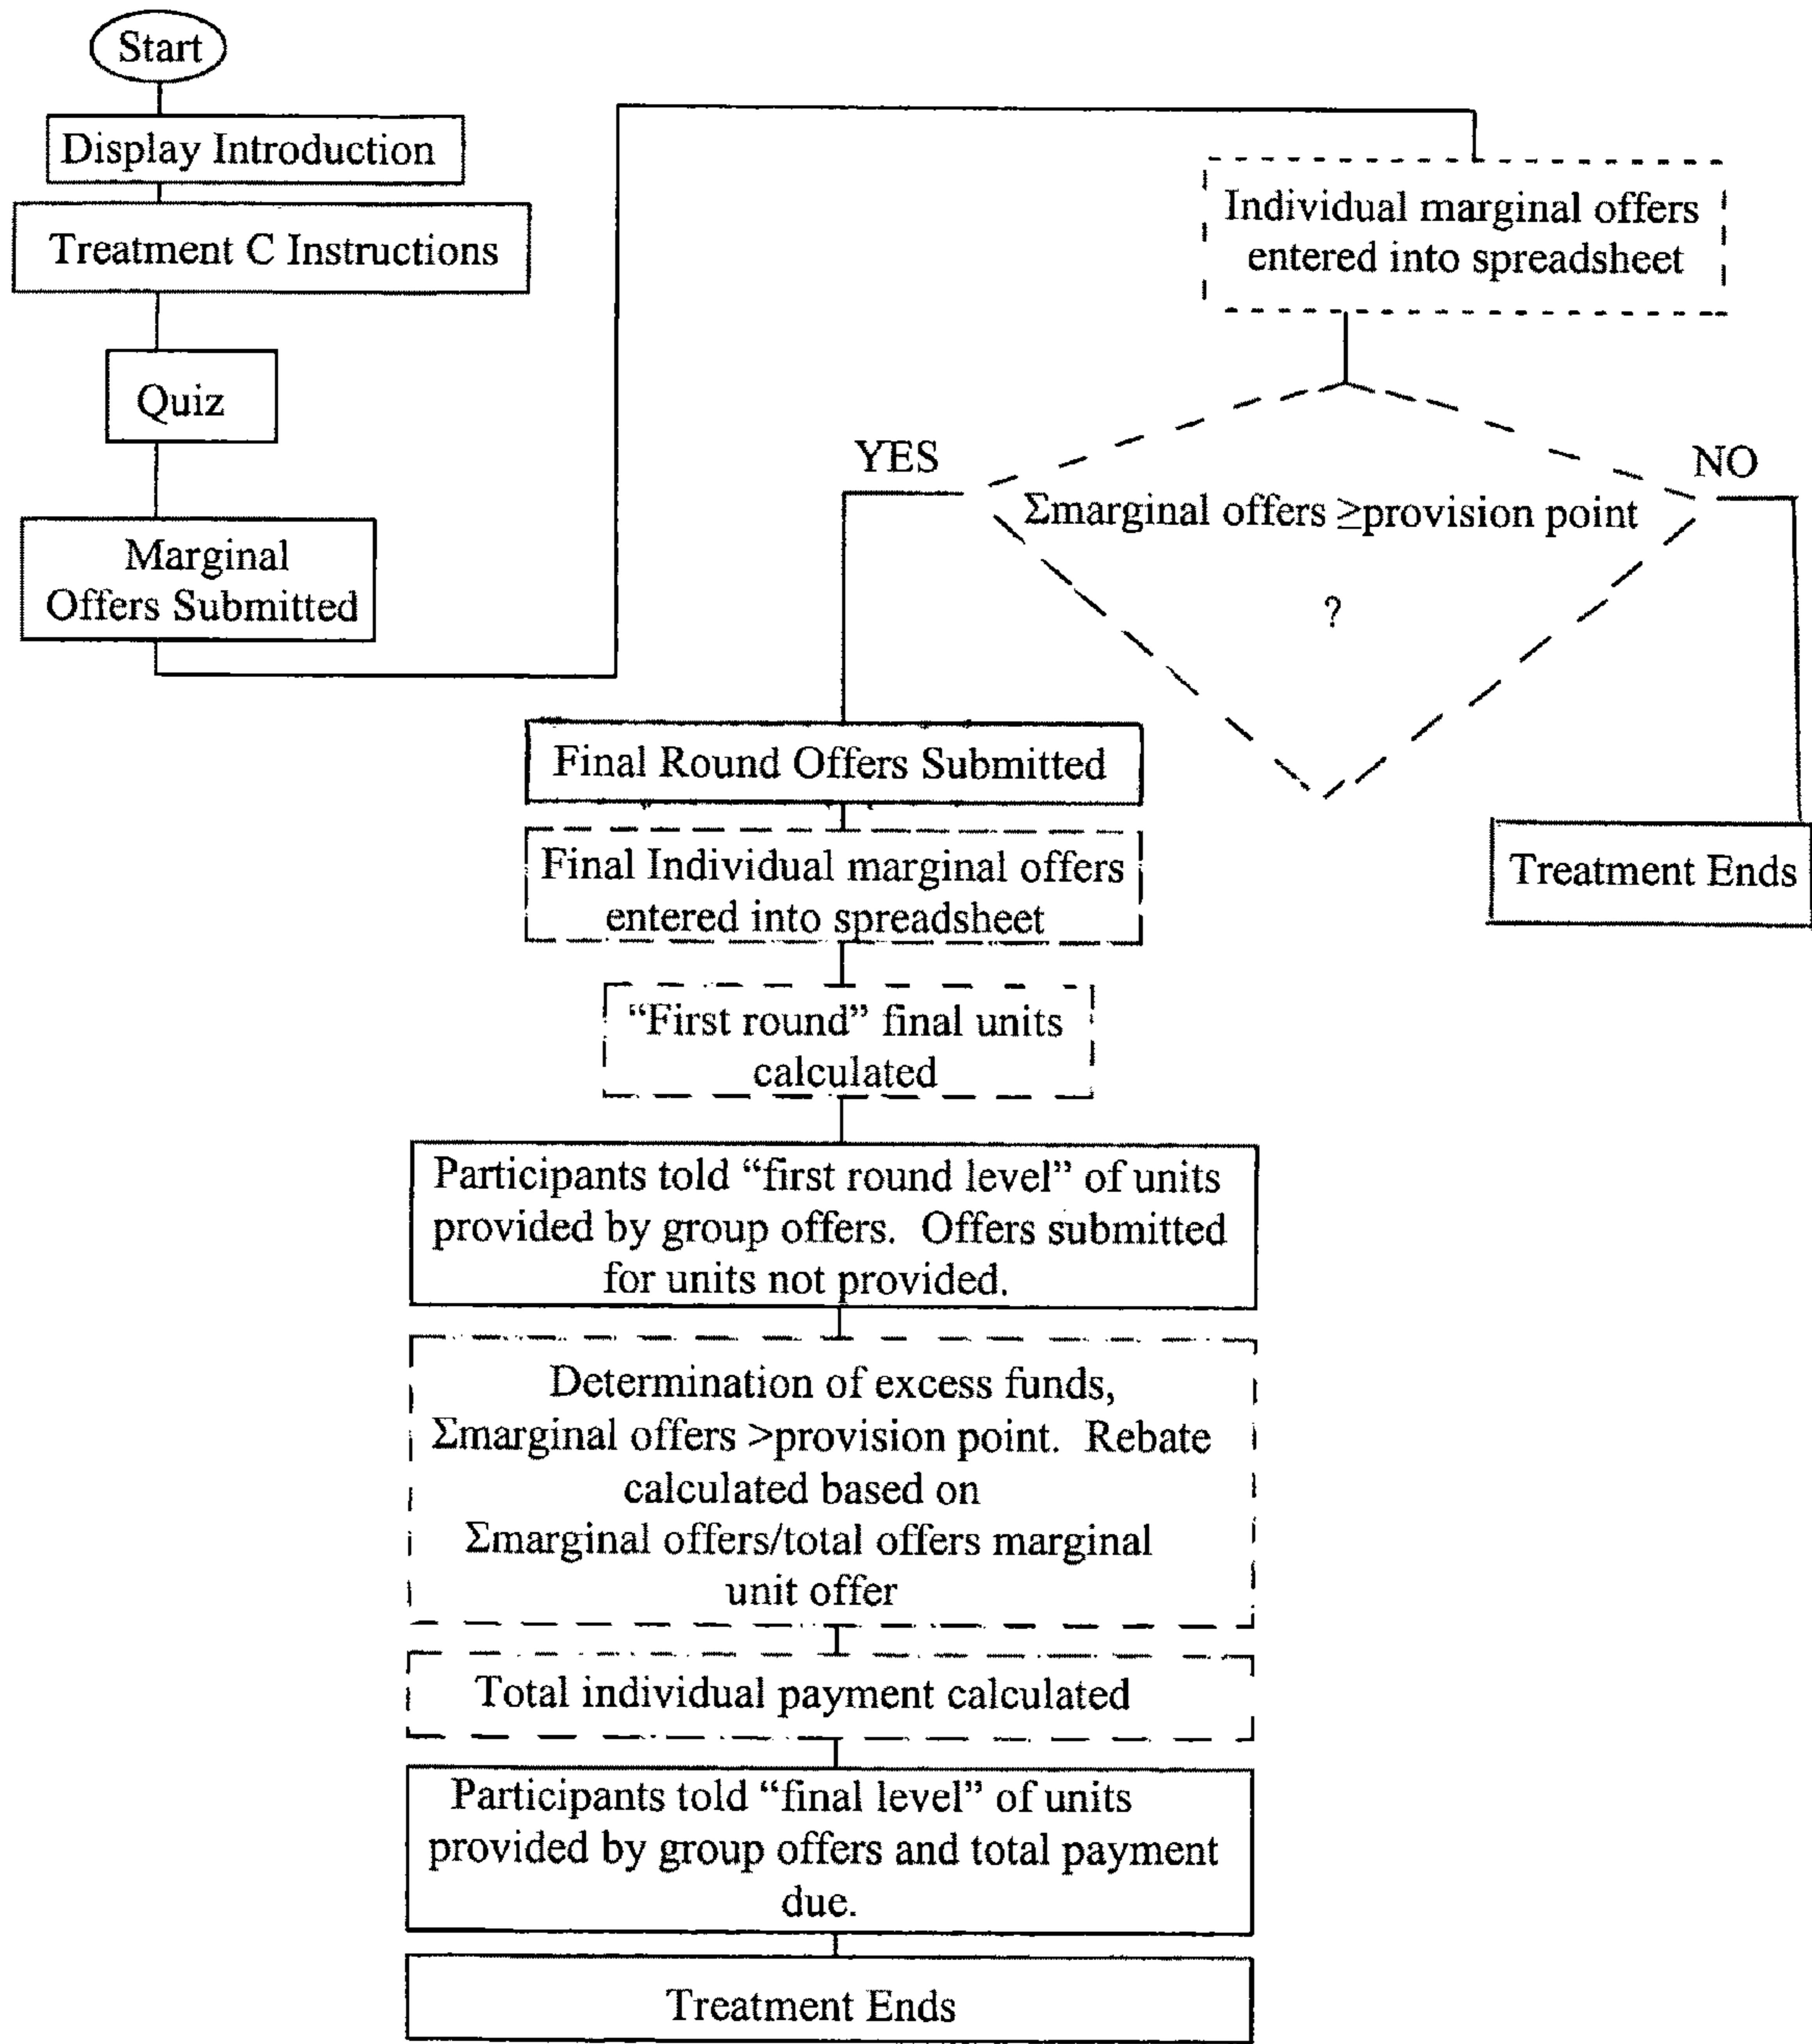 Start
Display Introduction
Treatment C Instructions
Quiz
Marginal
Offers Submitted
Individual marginal offers
entered into spreadsheet
YES
NO
Σmarginal offers ≥provision point
?
Final Round Offers Submitted
Treatment Ends
Final Individual marginal offers
entered into spreadsheet
“First round” final units
calculated
Participants told “first round level” of units
provided by group offers. Offers submitted
for units not provided.
Determination of excess funds,
Σmarginal offers >provision point. Rebate
calculated based on
Σmarginal offers/total offers marginal
unit offer
Total individual payment calculated
Participants told “final level” of units
provided by group offers and total payment
due.
Treatment Ends